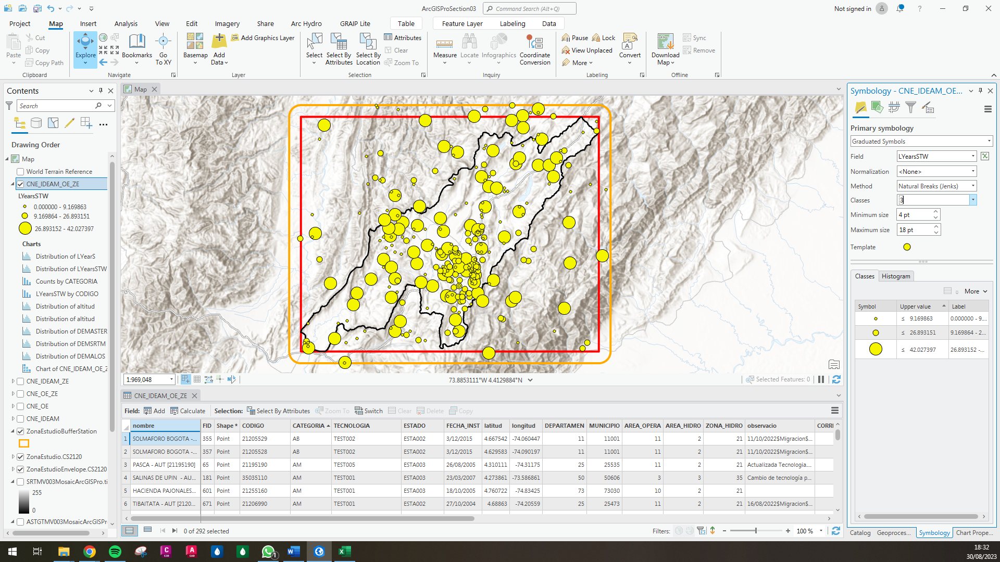 ArcGISProSection03
Command Search (Alt+Q)
Not signed in
Project Map Insert Analysis View Edit Imagery Share Arc Hydro GRAIP Lite Table Feature Layer Labeling Data
Paste
Cut
Copy
Copy Path
Clipboard
Explore
Bookmarks
Go
To XY
Navigate
Basemap
Add
Data
Add Graphics Layer
Layer
Select
Select By
Attributes
Select By
Location
Attributes
Clear
Zoom To
Selection
Measure
Locate
Infographics
Coordinate
Conversion
Inquiry
Pause
Lock
View Unplaced
More
Convert
Labeling
Download
Map
Sync
Remove
Offline
Contents
Search
Drawing Order
Map
World Terrain Reference
CNE_IDEAM_OE_ZE
LYearsSTW
0.000000 - 9.169863
9.169864 - 26.893151
26.893152 - 42.027397
Charts
Distribution of LYearS
Distribution of LYearsSTW
Counts by CATEGORIA
LYearsSTW by CODIGO
Distribution of altitud
Distribution of altitud
Distribution of DEMASTER
Distribution of DEMSRTM
Distribution of DEMALOS
Chart of CNE_IDEAM_OE_Z
CNE_IDEAM_ZE
CNE_OE_ZE
CNE_OE
CNE_IDEAM
ZonaEstudioBufferStation
ZonaEstudio.CS2120
ZonaEstudioEnvelope.CS2120
SRTMV003MosaicArcGISPro.ti
255
0
ASTGTMV003MosaicArcGISPr
Map
1:969,048
73.8853111°W 4.4129884°N
Selected Features: 0
CNE_IDEAM_OE_ZE
Field: Add Calculate Selection: Select By Attributes Zoom To Switch Clear Delete Copy
nombre FID Shape * CODIGO CATEGORIA TECNOLOGIA ESTADO FECHA_INST latitud longitud DEPARTAMEN MUNICIPIO AREA_OPERA AREA_HIDRO ZONA_HIDRO observacio CORRI
1 SOLMAFORO BOGOTA -... 355 Point 21205529 AB TEST002 ESTA002 3/12/2015 4.667542 -74.060447 11 11001 11 2 21 11/10/2022$Migracion$...
2 SOLMAFORO BOGOTA -... 357 Point 21205528 AB TEST002 ESTA002 3/12/2015 4.629583 -74.090197 11 11001 11 2 21 11/10/2022$Migracion$...
3 PASCA - AUT [21195190] 65 Point 21195190 AM TEST005 ESTA003 26/08/2005 4.310111 -74.31175 25 25535 11 2 21 Actualizada Tecnologia....
4 SALINAS DE UPIN - AU... 181 Point 35035110 AM TEST001 ESTA003 23/03/2007 4.273861 -73.586861 50 50606 3 3 35 Cambio de tecnología p...
5 HACIENDA PAJONALES... 601 Point 21255160 AM TEST001 ESTA003 18/10/2005 4.760722 -74.83425 73 73030 10 2 21
6 TIBAITATA - AUT [2120... 671 Point 21206990 AM TEST001 ESTA002 27/10/2004 4.68863 -74.20559 25 25473 11 2 21 16/08/2022$Migracion$...
0 of 292 selected
Filters:
100 %
Symbology - CNE_IDEAM_OE...
Primary symbology
Graduated Symbols
Field LYearsSTW
Normalization <None>
Method Natural Breaks (Jenks)
Classes 3
Minimum size 4 pt
Maximum size 18 pt
Template
Classes Histogram
More
Symbol Upper value Label
≤ 9.169863 0.000000 - 9....
≤ 26.893151 9.169864 - 2...
≤ 42.027397 26.893152 -...
Catalog Geoproces... Symbology Chart Prope...
18:32
30/08/2023